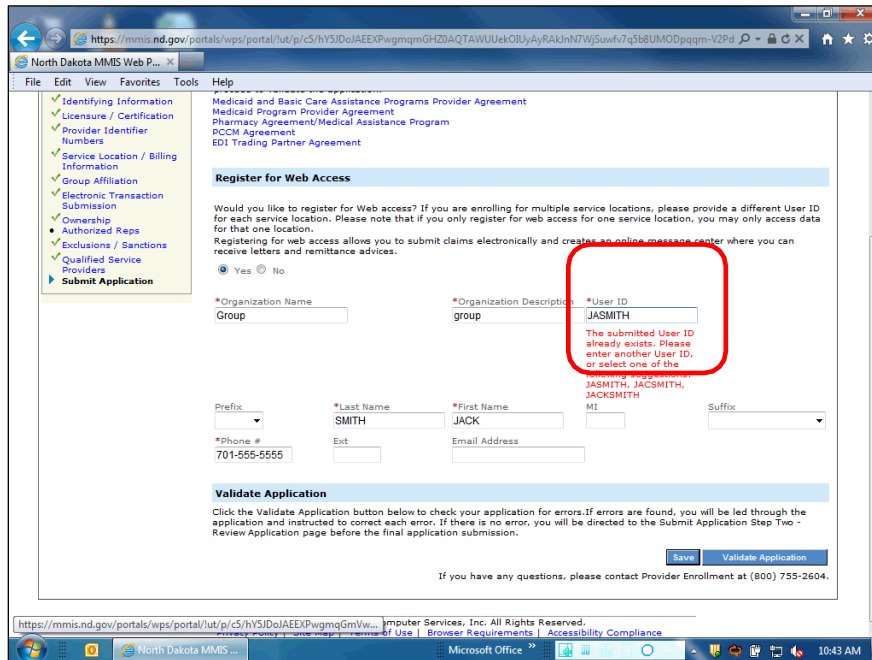 https://mmis.nd.gov/portals/wps/portal/!ut/p/c5/hY5JDoJAEEXPwgmqmGHZ0AQTAWUUekOIUyAyRAkJnN7WjSuwfv7q5b8UMODpqqm-V2Pd
North Dakota MMIS Web P...
File Edit View Favorites Tools Help
Identifying Information
Licensure / Certification
Provider Identifier
Numbers
Service Location / Billing
Information
Group Affiliation
Electronic Transaction
Submission
Ownership
Authorized Reps
Exclusions / Sanctions
Qualified Service
Providers
Submit Application
Medicaid and Basic Care Assistance Programs Provider Agreement
Medicaid Program Provider Agreement
Pharmacy Agreement/Medical Assistance Program
PCCM Agreement
EDI Trading Partner Agreement
Register for Web Access
Would you like to register for Web access? If you are enrolling for multiple service locations, please provide a different User ID
for each service location. Please note that if you only register for web access for one service location, you may only access data
for that one location.
Registering for web access allows you to submit claims electronically and creates an online message center where you can
receive letters and remittance advices.
Yes No
*Organization Name *Organization Description *User ID
Group group JASMITH
The submitted User ID
already exists. Please
enter another User ID,
or select one of the
following suggestions:
JASMITH, JACSMITH,
JACKSMITH
Prefix *Last Name *First Name MI Suffix
SMITH JACK
*Phone # Ext Email Address
701-555-5555
Validate Application
Click the Validate Application button below to check your application for errors.If errors are found, you will be led through the
application and instructed to correct each error. If there is no error, you will be directed to the Submit Application Step Two -
Review Application page before the final application submission.
Save Validate Application
If you have any questions, please contact Provider Enrollment at (800) 755-2604.
https://mmis.nd.gov/portals/wps/portal/!ut/p/c5/hY5JDoJAEEXPwgmqGmVw... mputer Services, Inc. All Rights Reserved.
Privacy Policy | Site Map | Terms of Use | Browser Requirements | Accessibility Compliance
North Dakota MMIS ... Microsoft Office » 10:43 AM